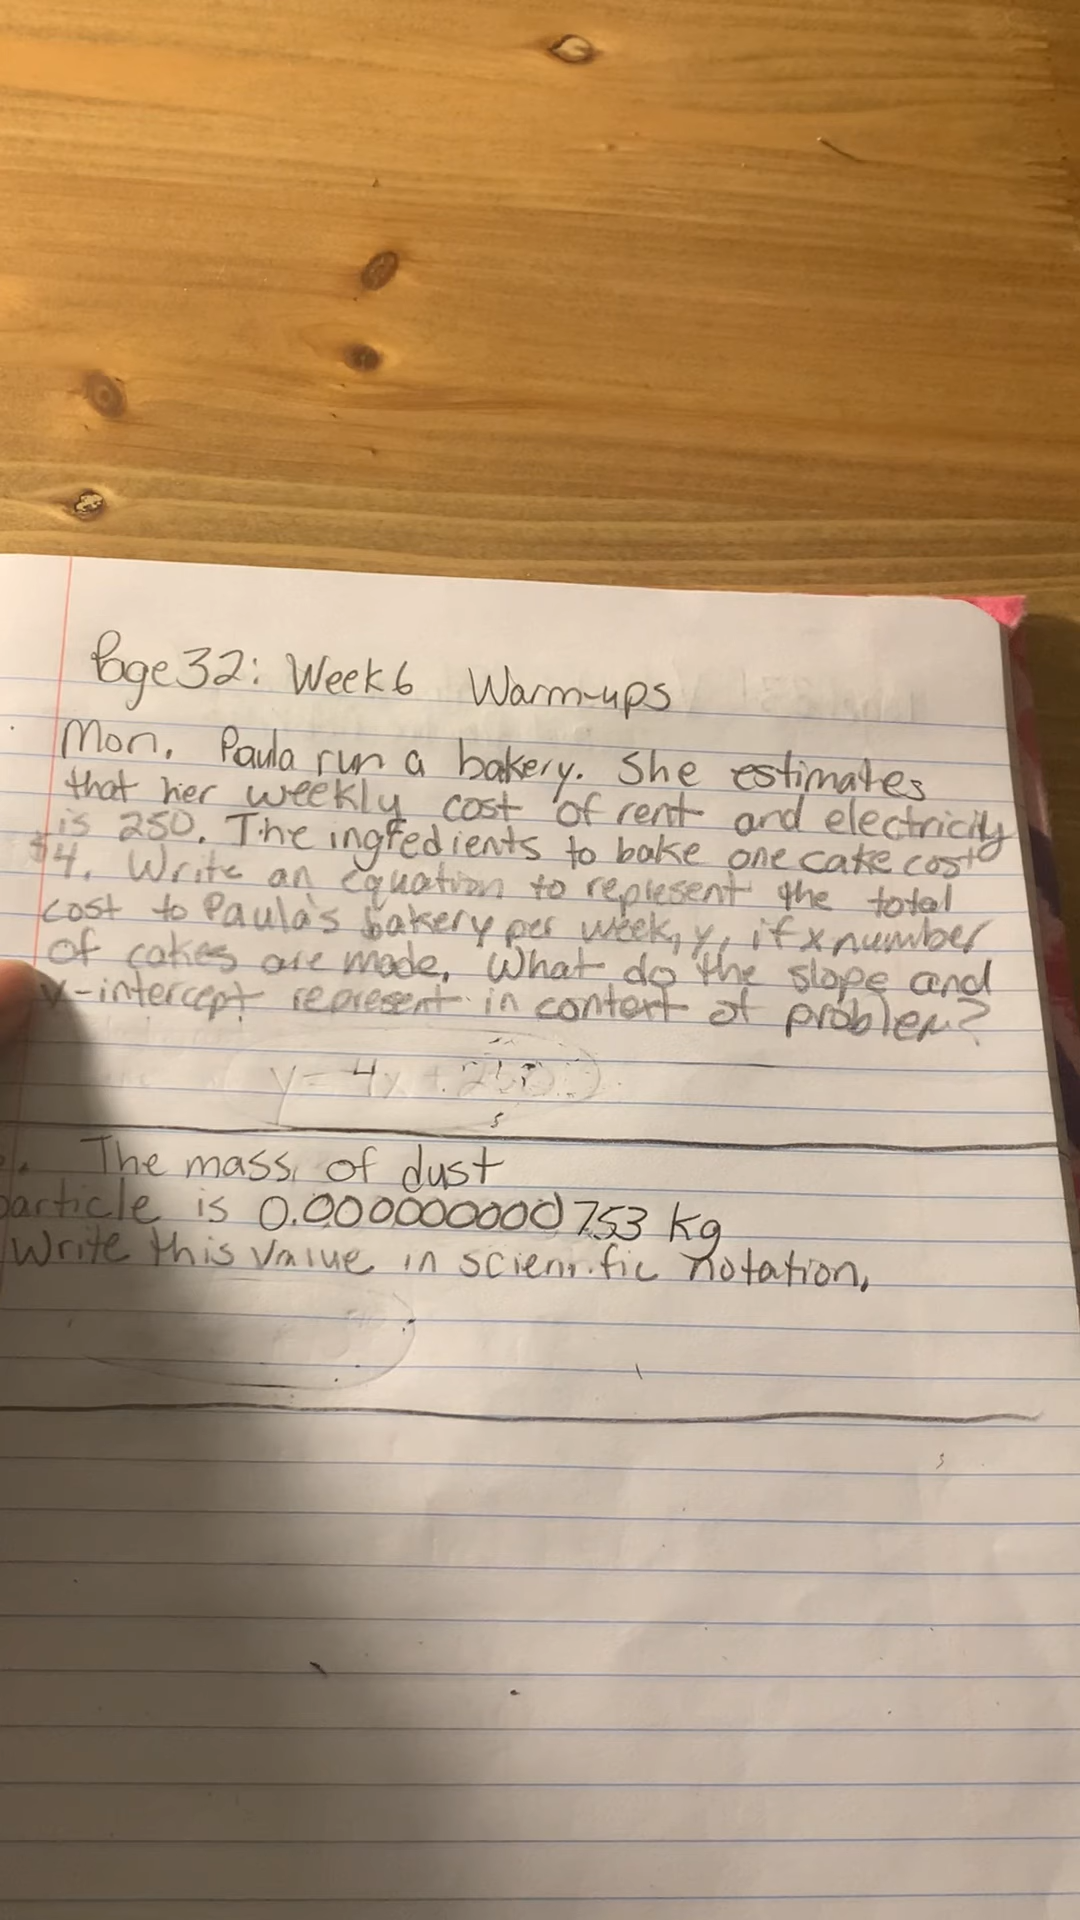 Page 32: Week 6 Warm-ups
Mon. Paula run a bakery. She estimates
that her weekly cost of rent and electricity
is 250. The ingredients to bake one cake cost
$4. Write an equation to represent the total
cost to Paula's bakery per week, y, if x number
of cakes are made. What do the slope and
y-intercept represent in context of problem?
y = 4x + 250
. The mass of dust
particle is 0.000000000753 kg
Write this value in scientific notation.